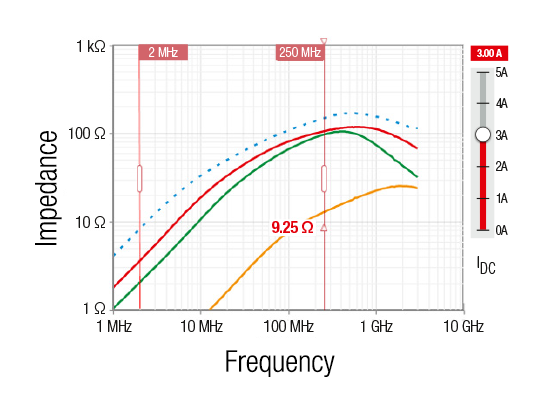 1 kΩ
2 MHz
250 MHz
3.00 A
5A
4A
100 Ω
3A
2A
Impedance
10 Ω
9.25 Ω
1A
0A
IDC
1 Ω
1 MHz
10 MHz
100 MHz
1 GHz
10 GHz
Frequency